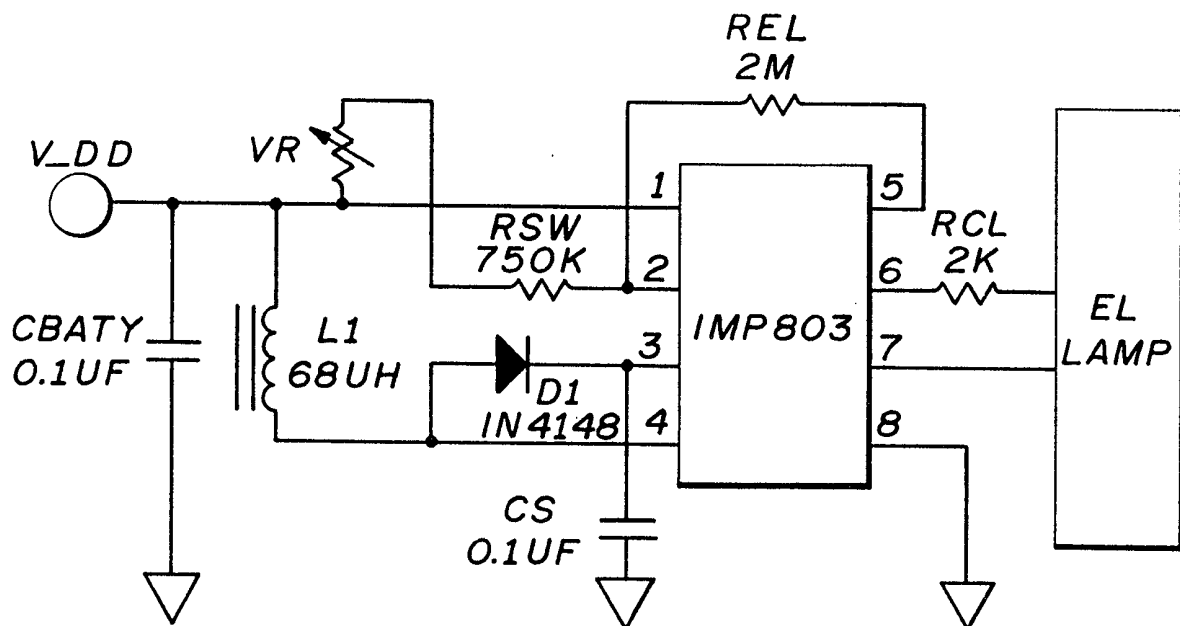 REL
2M
V_DD
VR
1
5
RSW
750K
RCL
2K
2
6
IMP803
EL
LAMP
CBATY
0.1UF
L1
68UH
3
7
D1
IN4148
4
8
CS
0.1UF